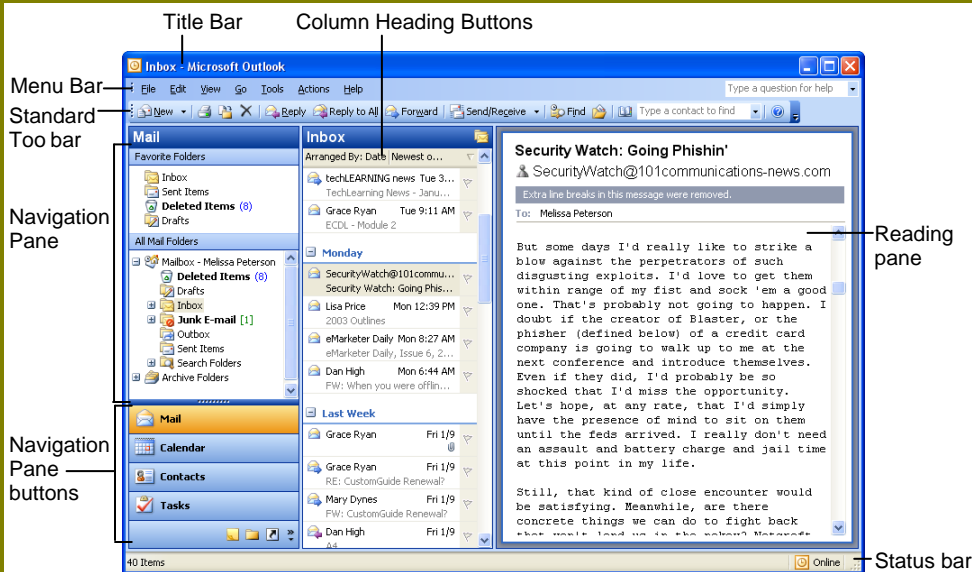 Title Bar
Column Heading Buttons
Menu Bar
Standard
Too bar
Navigation
Pane
Navigation
Pane
buttons
Reading
pane
Status bar
Inbox - Microsoft Outlook
File Edit View Go Tools Actions Help
Type a question for help
New Reply Reply to All Forward Send/Receive Find Type a contact to find
Mail
Favorite Folders
Inbox
Sent Items
Deleted Items (8)
Drafts
All Mail Folders
Mailbox - Melissa Peterson
Deleted Items (8)
Drafts
Inbox
Junk E-mail [1]
Outbox
Sent Items
Search Folders
Archive Folders
Mail
Calendar
Contacts
Tasks
Inbox
Arranged By: Date Newest o...
techLEARNING news Tue 3...
TechLearning News - Janu...
Grace Ryan Tue 9:11 AM
ECDL - Module 2
Monday
SecurityWatch@101commu...
Security Watch: Going Phis...
Lisa Price Mon 12:39 PM
2003 Outlines
eMarketer Daily Mon 8:27 AM
eMarketer Daily, Issue 6, 2...
Dan High Mon 6:44 AM
FW: When you were offlin...
Last Week
Grace Ryan Fri 1/9
Grace Ryan Fri 1/9
RE: CustomGuide Renewal?
Mary Dynes Fri 1/9
FW: CustomGuide Renewal?
Dan High Fri 1/9
A4
Security Watch: Going Phishin'
SecurityWatch@101communications-news.com
Extra line breaks in this message were removed.
To: Melissa Peterson
But some days I'd really like to strike a
blow against the perpetrators of such
disgusting exploits. I'd love to get them
within range of my fist and sock 'em a good
one. That's probably not going to happen. I
doubt if the creator of Blaster, or the
phisher (defined below) of a credit card
company is going to walk up to me at the
next conference and introduce themselves.
Even if they did, I'd probably be so
shocked that I'd miss the opportunity.
Let's hope, at any rate, that I'd simply
have the presence of mind to sit on them
until the feds arrived. I really don't need
an assault and battery charge and jail time
at this point in my life.
Still, that kind of close encounter would
be satisfying. Meanwhile, are there
concrete things we can do to fight back
that won't land us in the pokey? Netcraft
40 Items
Online